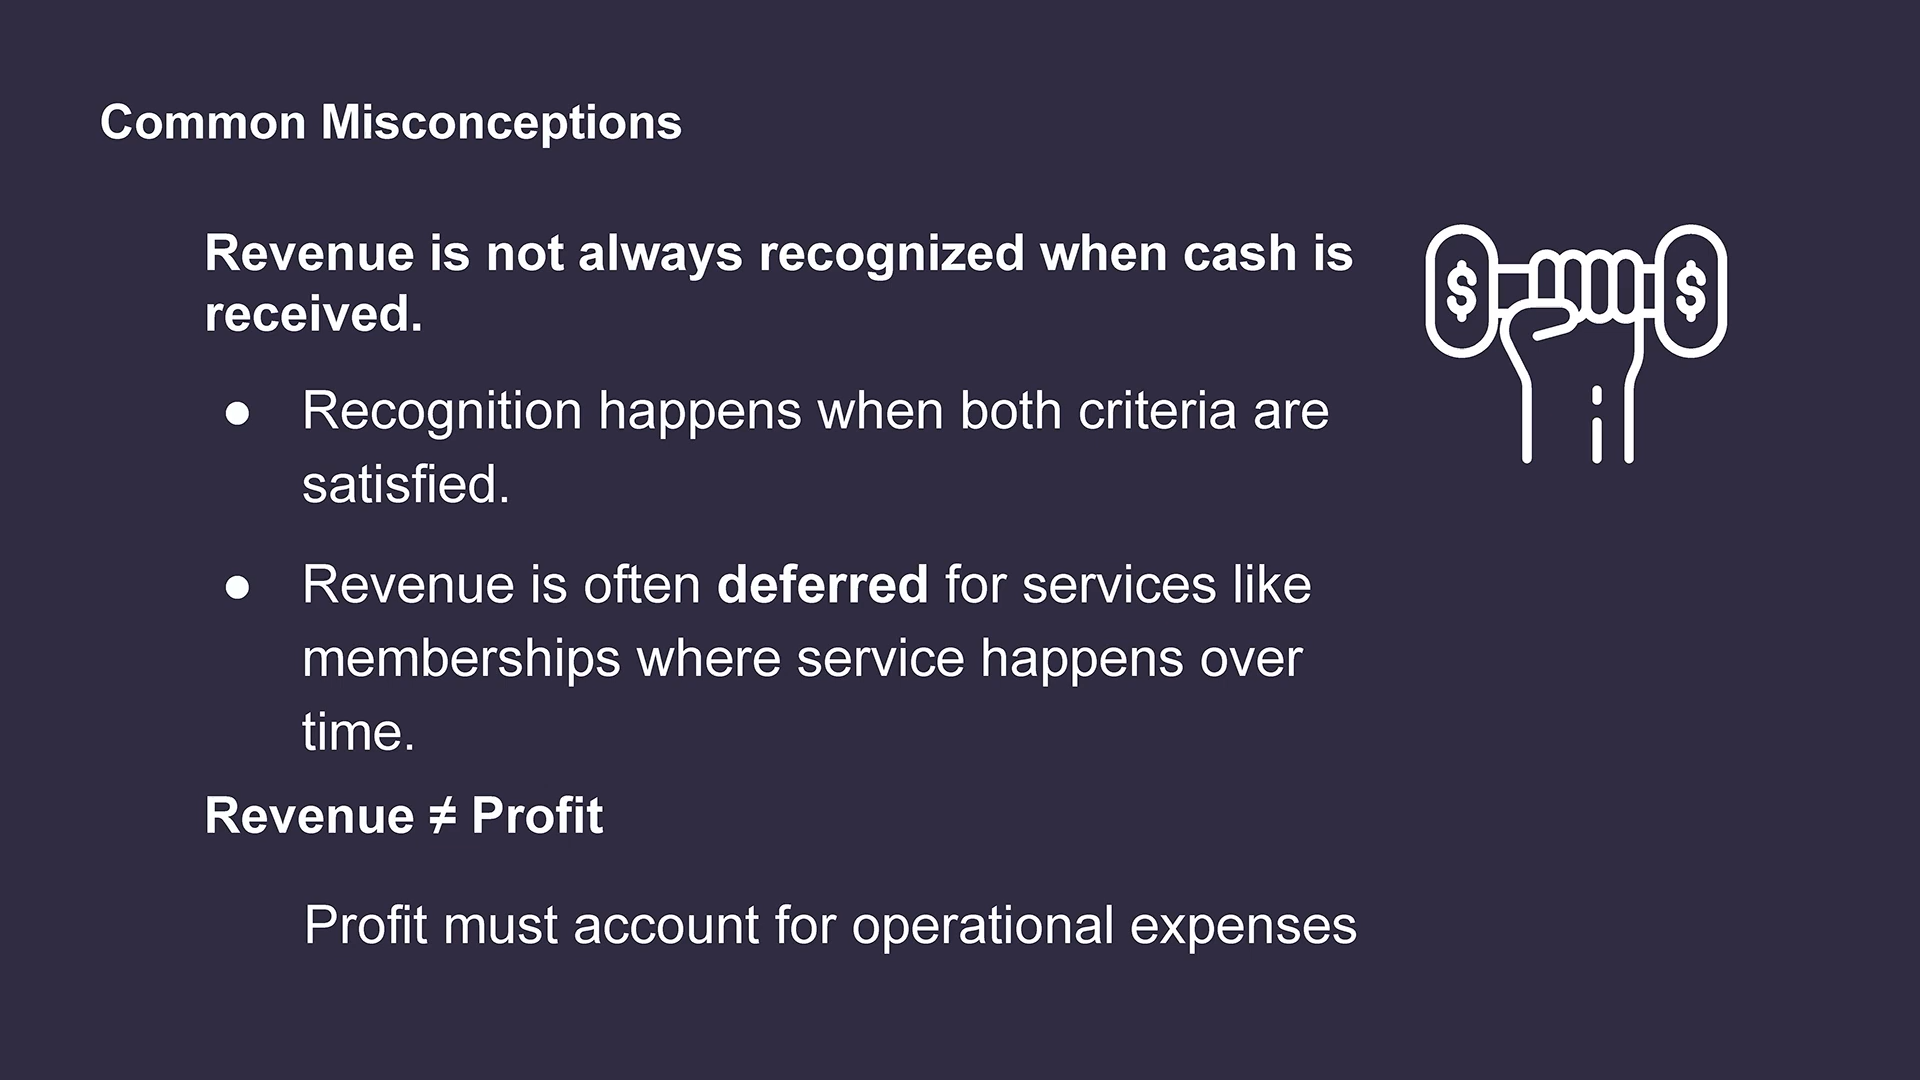 Common Misconceptions
Revenue is not always recognized when cash is
received.
● Recognition happens when both criteria are
satisfied.
● Revenue is often deferred for services like
memberships where service happens over
time.
Revenue ≠ Profit
Profit must account for operational expenses
$ $